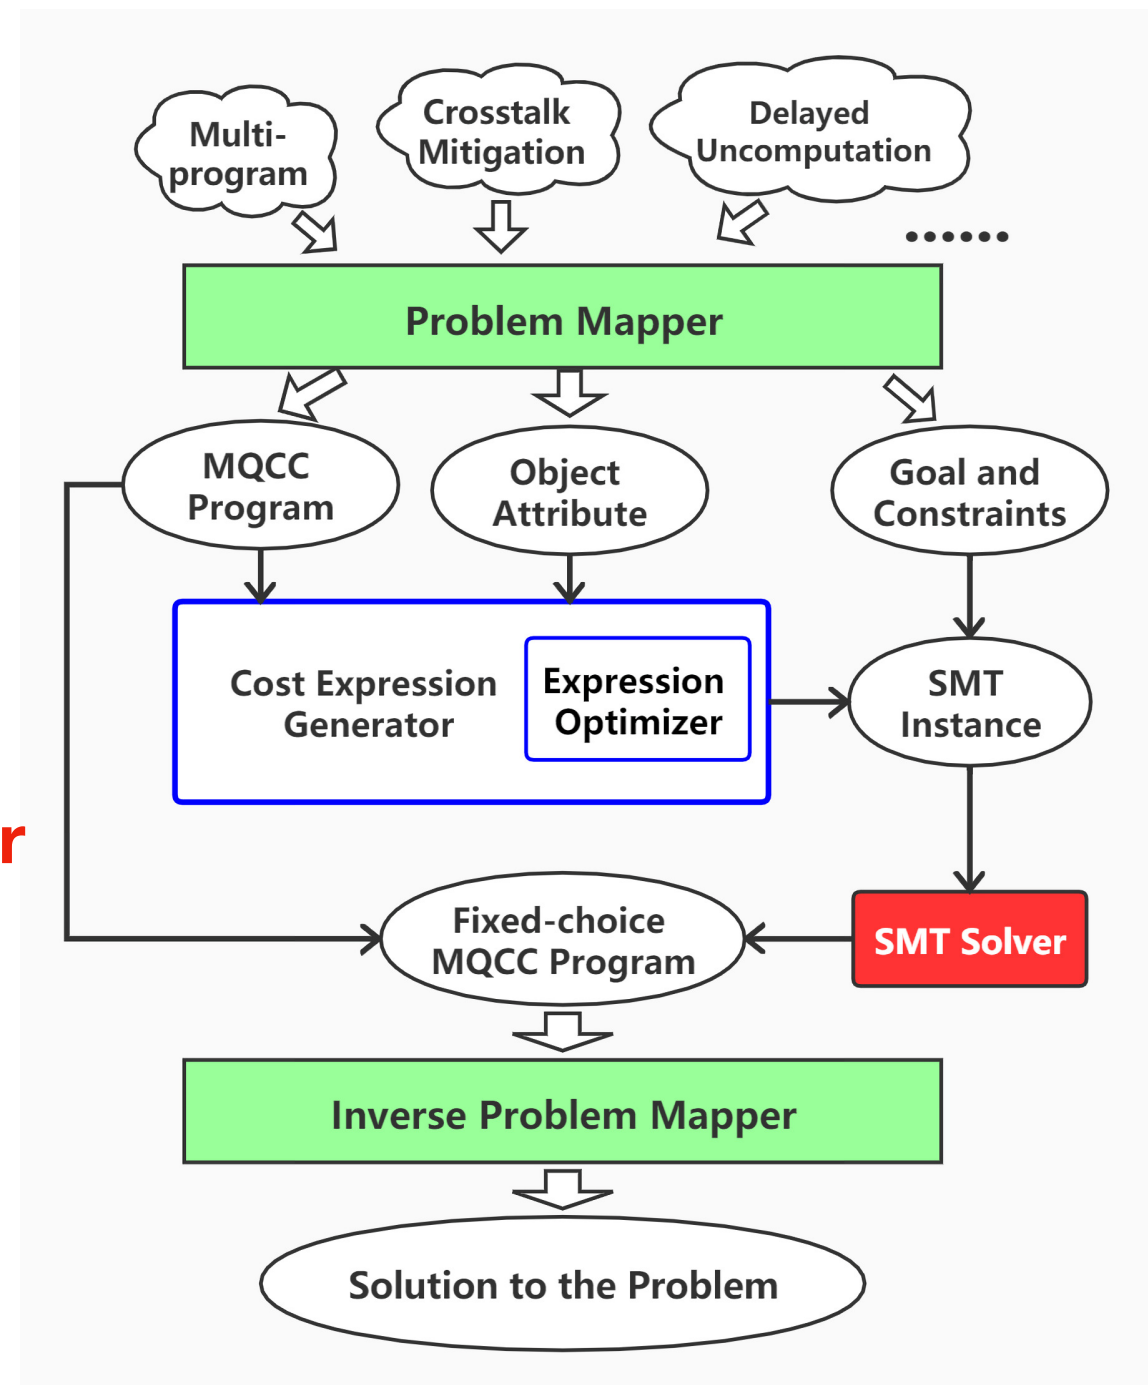 Multi-
program
Crosstalk
Mitigation
Delayed
Uncomputation
......
Problem Mapper
MQCC
Program
Object
Attribute
Goal and
Constraints
Cost Expression
Generator
Expression
Optimizer
SMT
Instance
r
Fixed-choice
MQCC Program
SMT Solver
Inverse Problem Mapper
Solution to the Problem